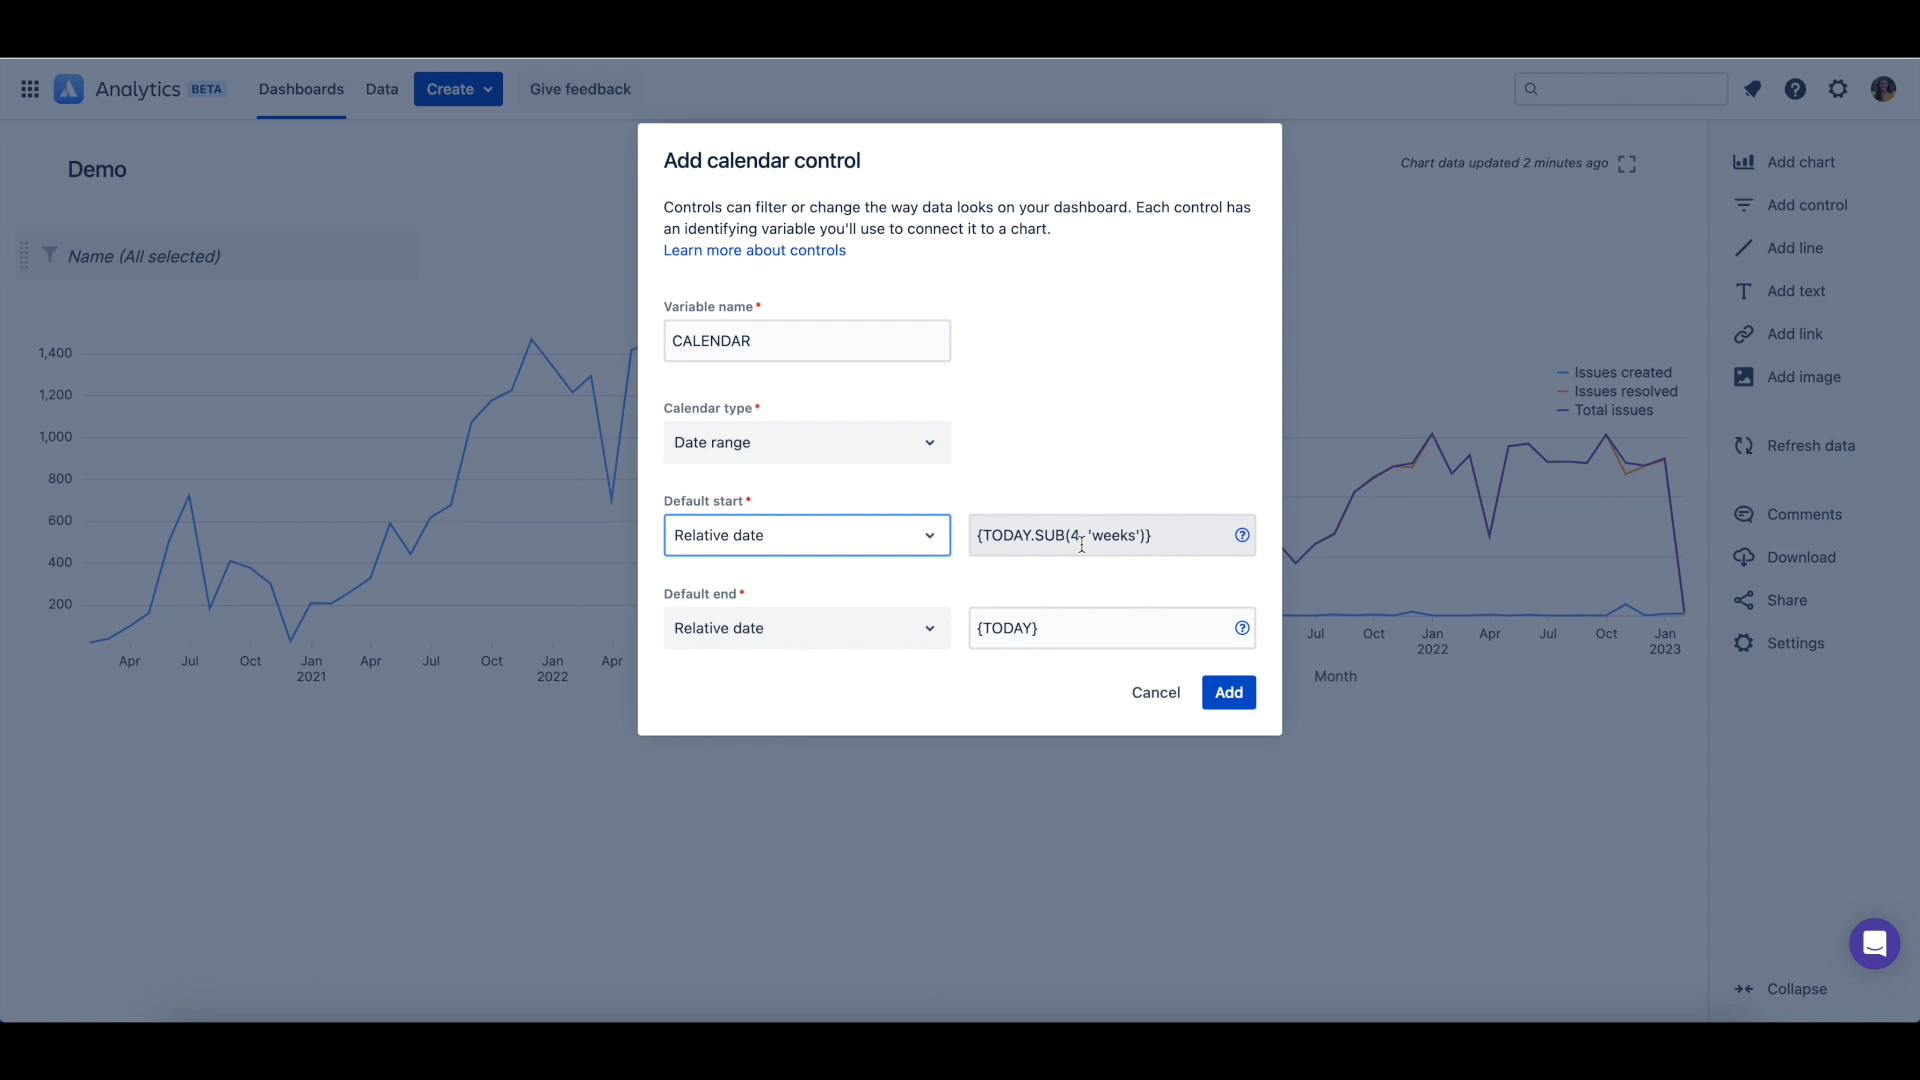 Analytics BETA Dashboards Data Create Give feedback
Demo
Chart data updated 2 minutes ago
Name (All selected)
1,400
1,200
1,000
800
600
400
200
Apr Jul Oct Jan Apr Jul Oct Jan Apr
2021 2022
Add calendar control
Controls can filter or change the way data looks on your dashboard. Each control has
an identifying variable you'll use to connect it to a chart.
Learn more about controls
Variable name*
CALENDAR
Calendar type*
Date range
Default start*
Relative date {TODAY.SUB(4, 'weeks')}
Default end*
Relative date {TODAY}
Cancel Add
Issues created
Issues resolved
Total issues
Jul Oct Jan Apr Jul Oct Jan
2022 2023
Month
Add chart
Add control
Add line
Add text
Add link
Add image
Refresh data
Comments
Download
Share
Settings
Collapse